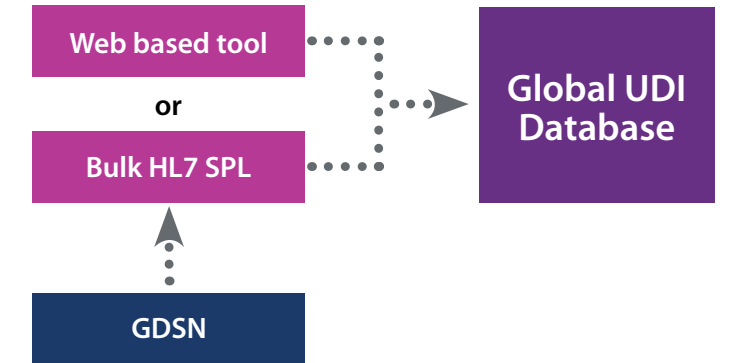 Web based tool
or
Bulk HL7 SPL
GDSN
Global UDI
Database